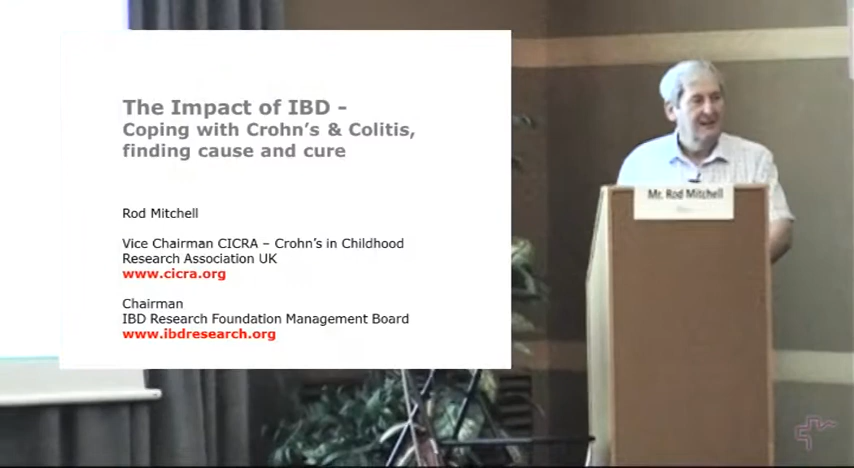 The Impact of IBD -
Coping with Crohn's & Colitis,
finding cause and cure
Rod Mitchell
Vice Chairman CICRA – Crohn's in Childhood
Research Association UK
www.cicra.org
Chairman
IBD Research Foundation Management Board
www.ibdresearch.org
Mr. Rod Mitchell